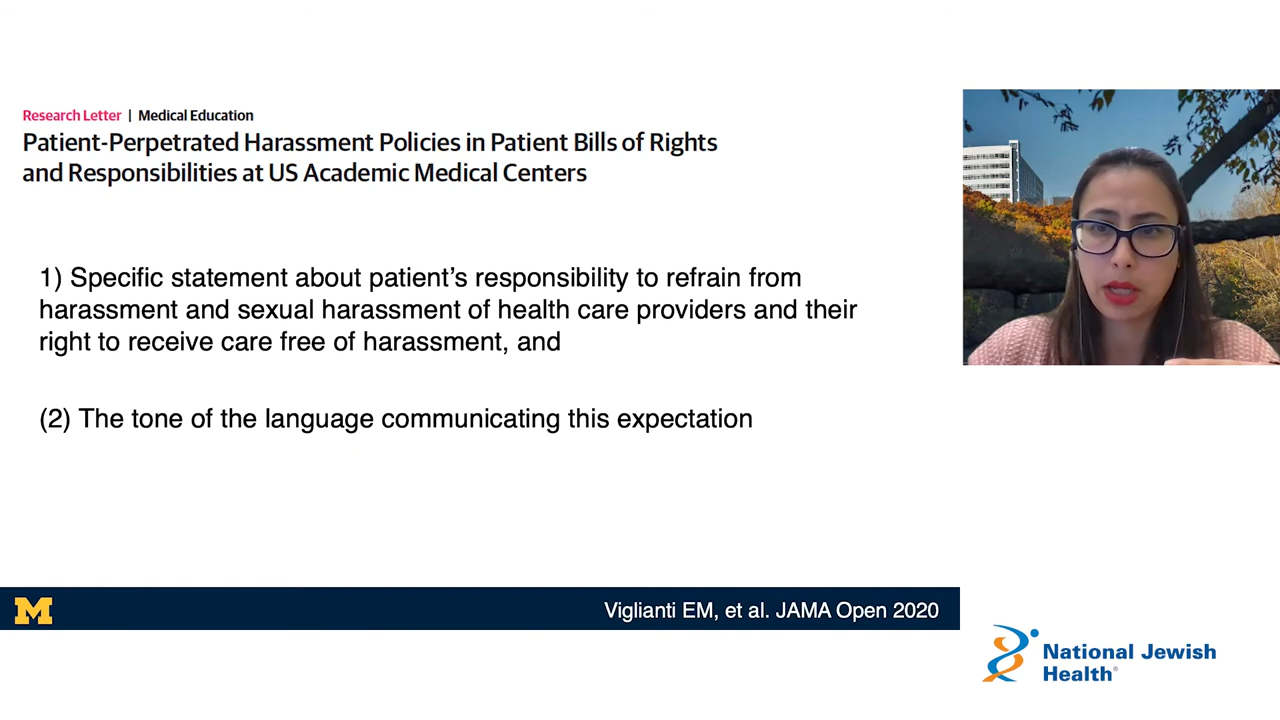 Research Letter | Medical Education
Patient-Perpetrated Harassment Policies in Patient Bills of Rights
and Responsibilities at US Academic Medical Centers
1) Specific statement about patient’s responsibility to refrain from
harassment and sexual harassment of health care providers and their
right to receive care free of harassment, and
(2) The tone of the language communicating this expectation
M
Viglianti EM, et al. JAMA Open 2020
National Jewish
Health®